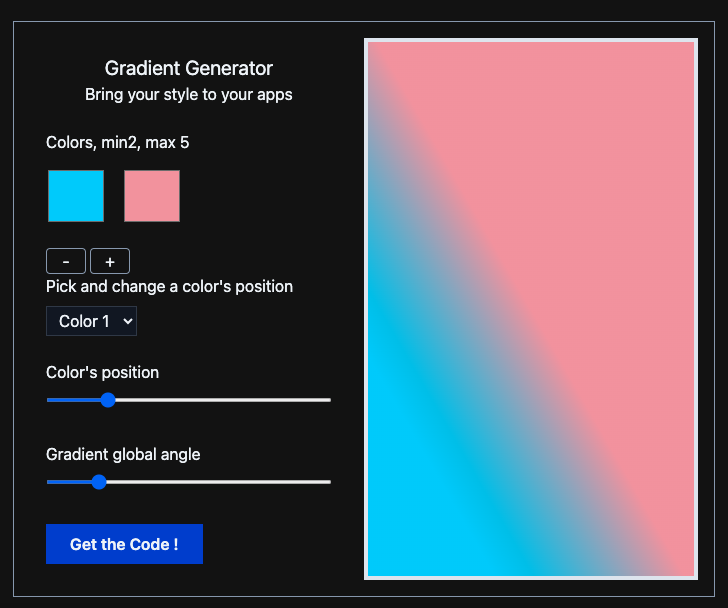 Gradient Generator
Bring your style to your apps
Colors, min2, max 5
- +
Pick and change a color's position
Color 1
Color's position
Gradient global angle
Get the Code !